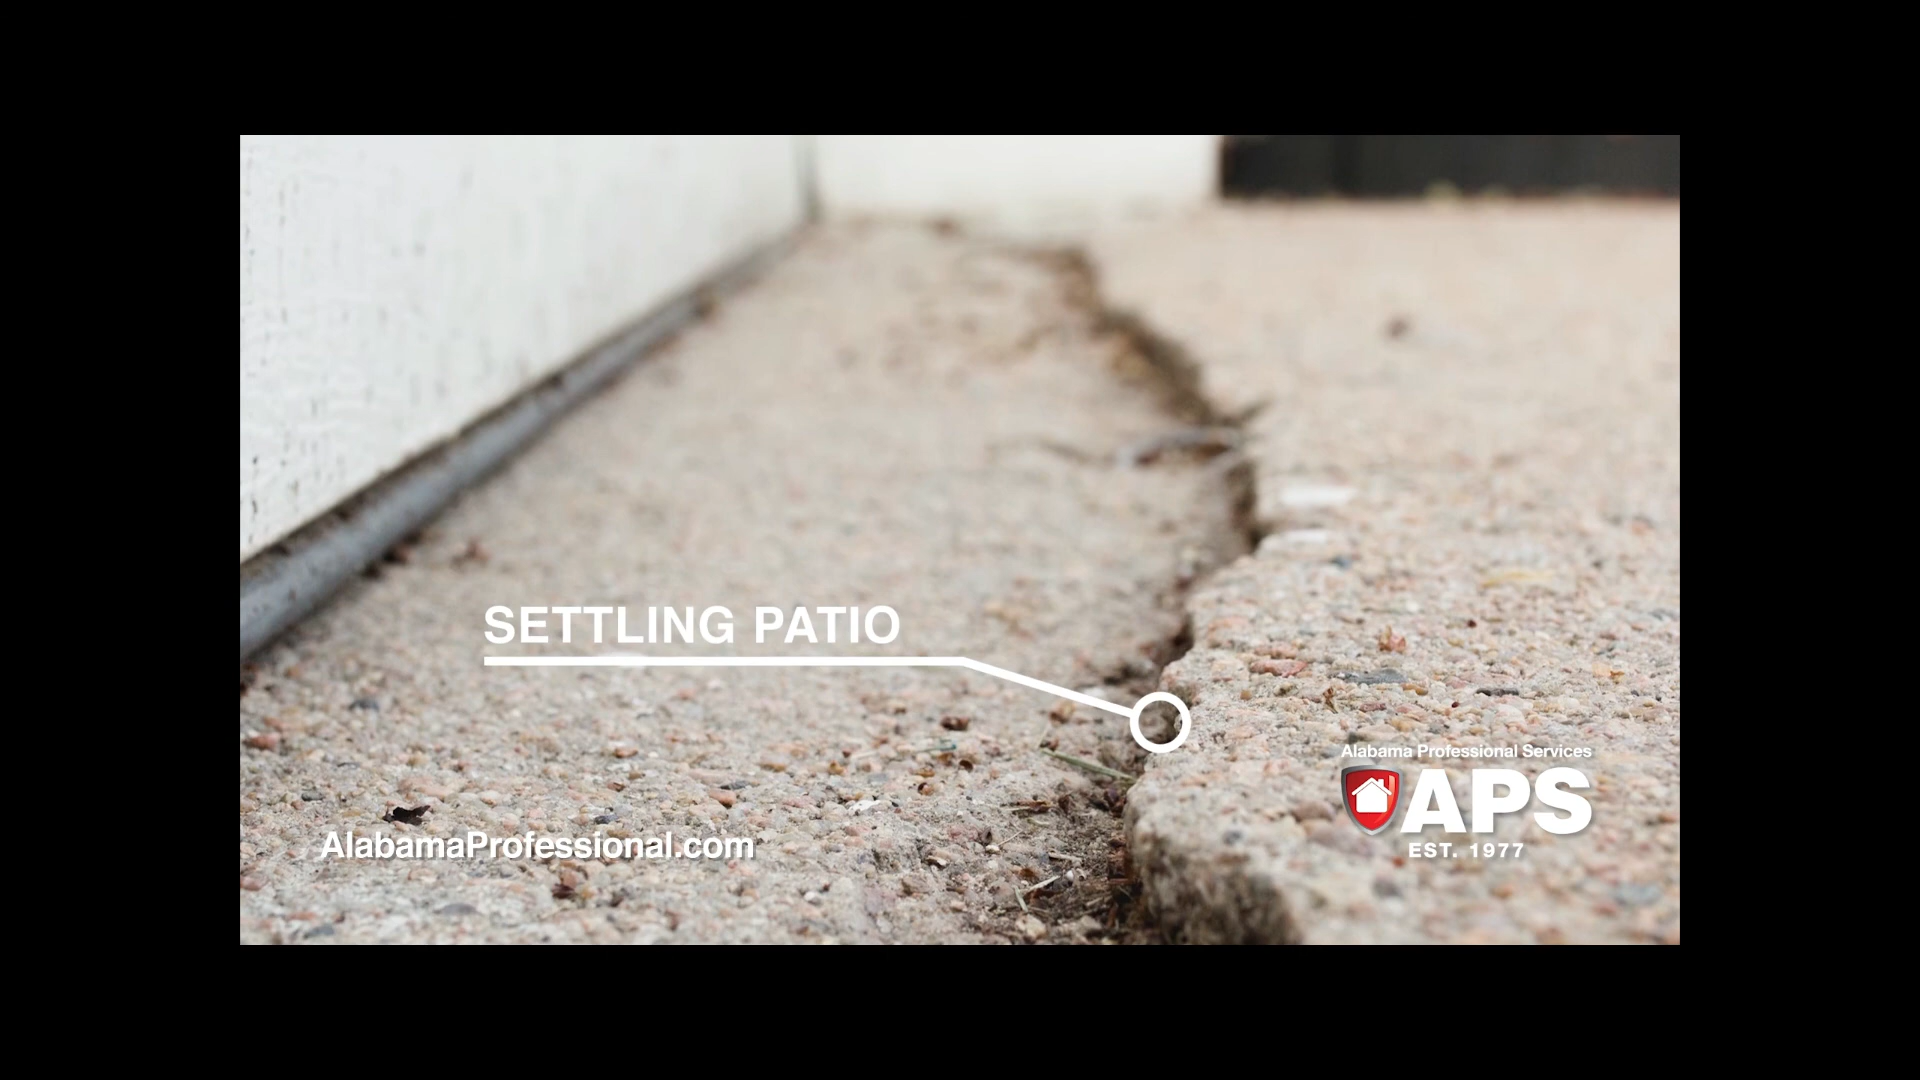 SETTLING PATIO
Alabama Professional Services
APS
EST. 1977
AlabamaProfessional.com